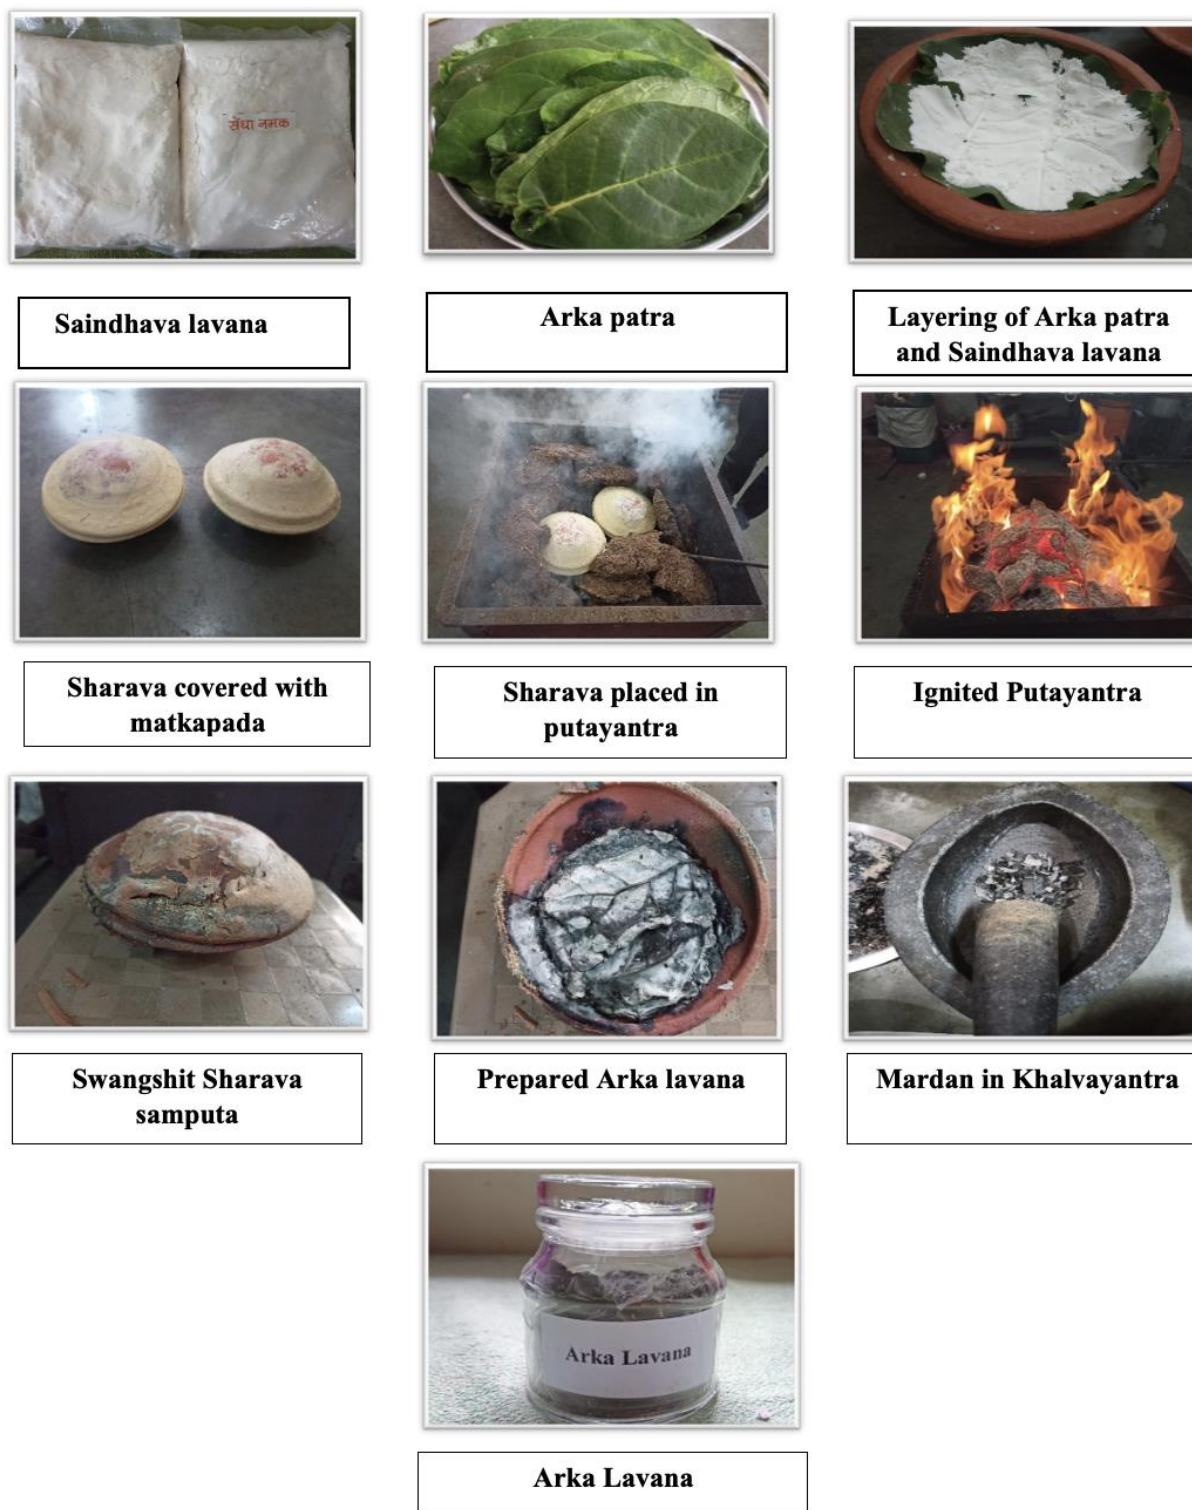 सेंधा नमक
Saindhava lavana
Arka patra
Layering of Arka patra
and Saindhava lavana
Sharava covered with
matkapada
Sharava placed in
putayantra
Ignited Putayantra
Swangshit Sharava
samputa
Prepared Arka lavana
Mardan in Khalvayantra
Arka Lavana
Arka Lavana